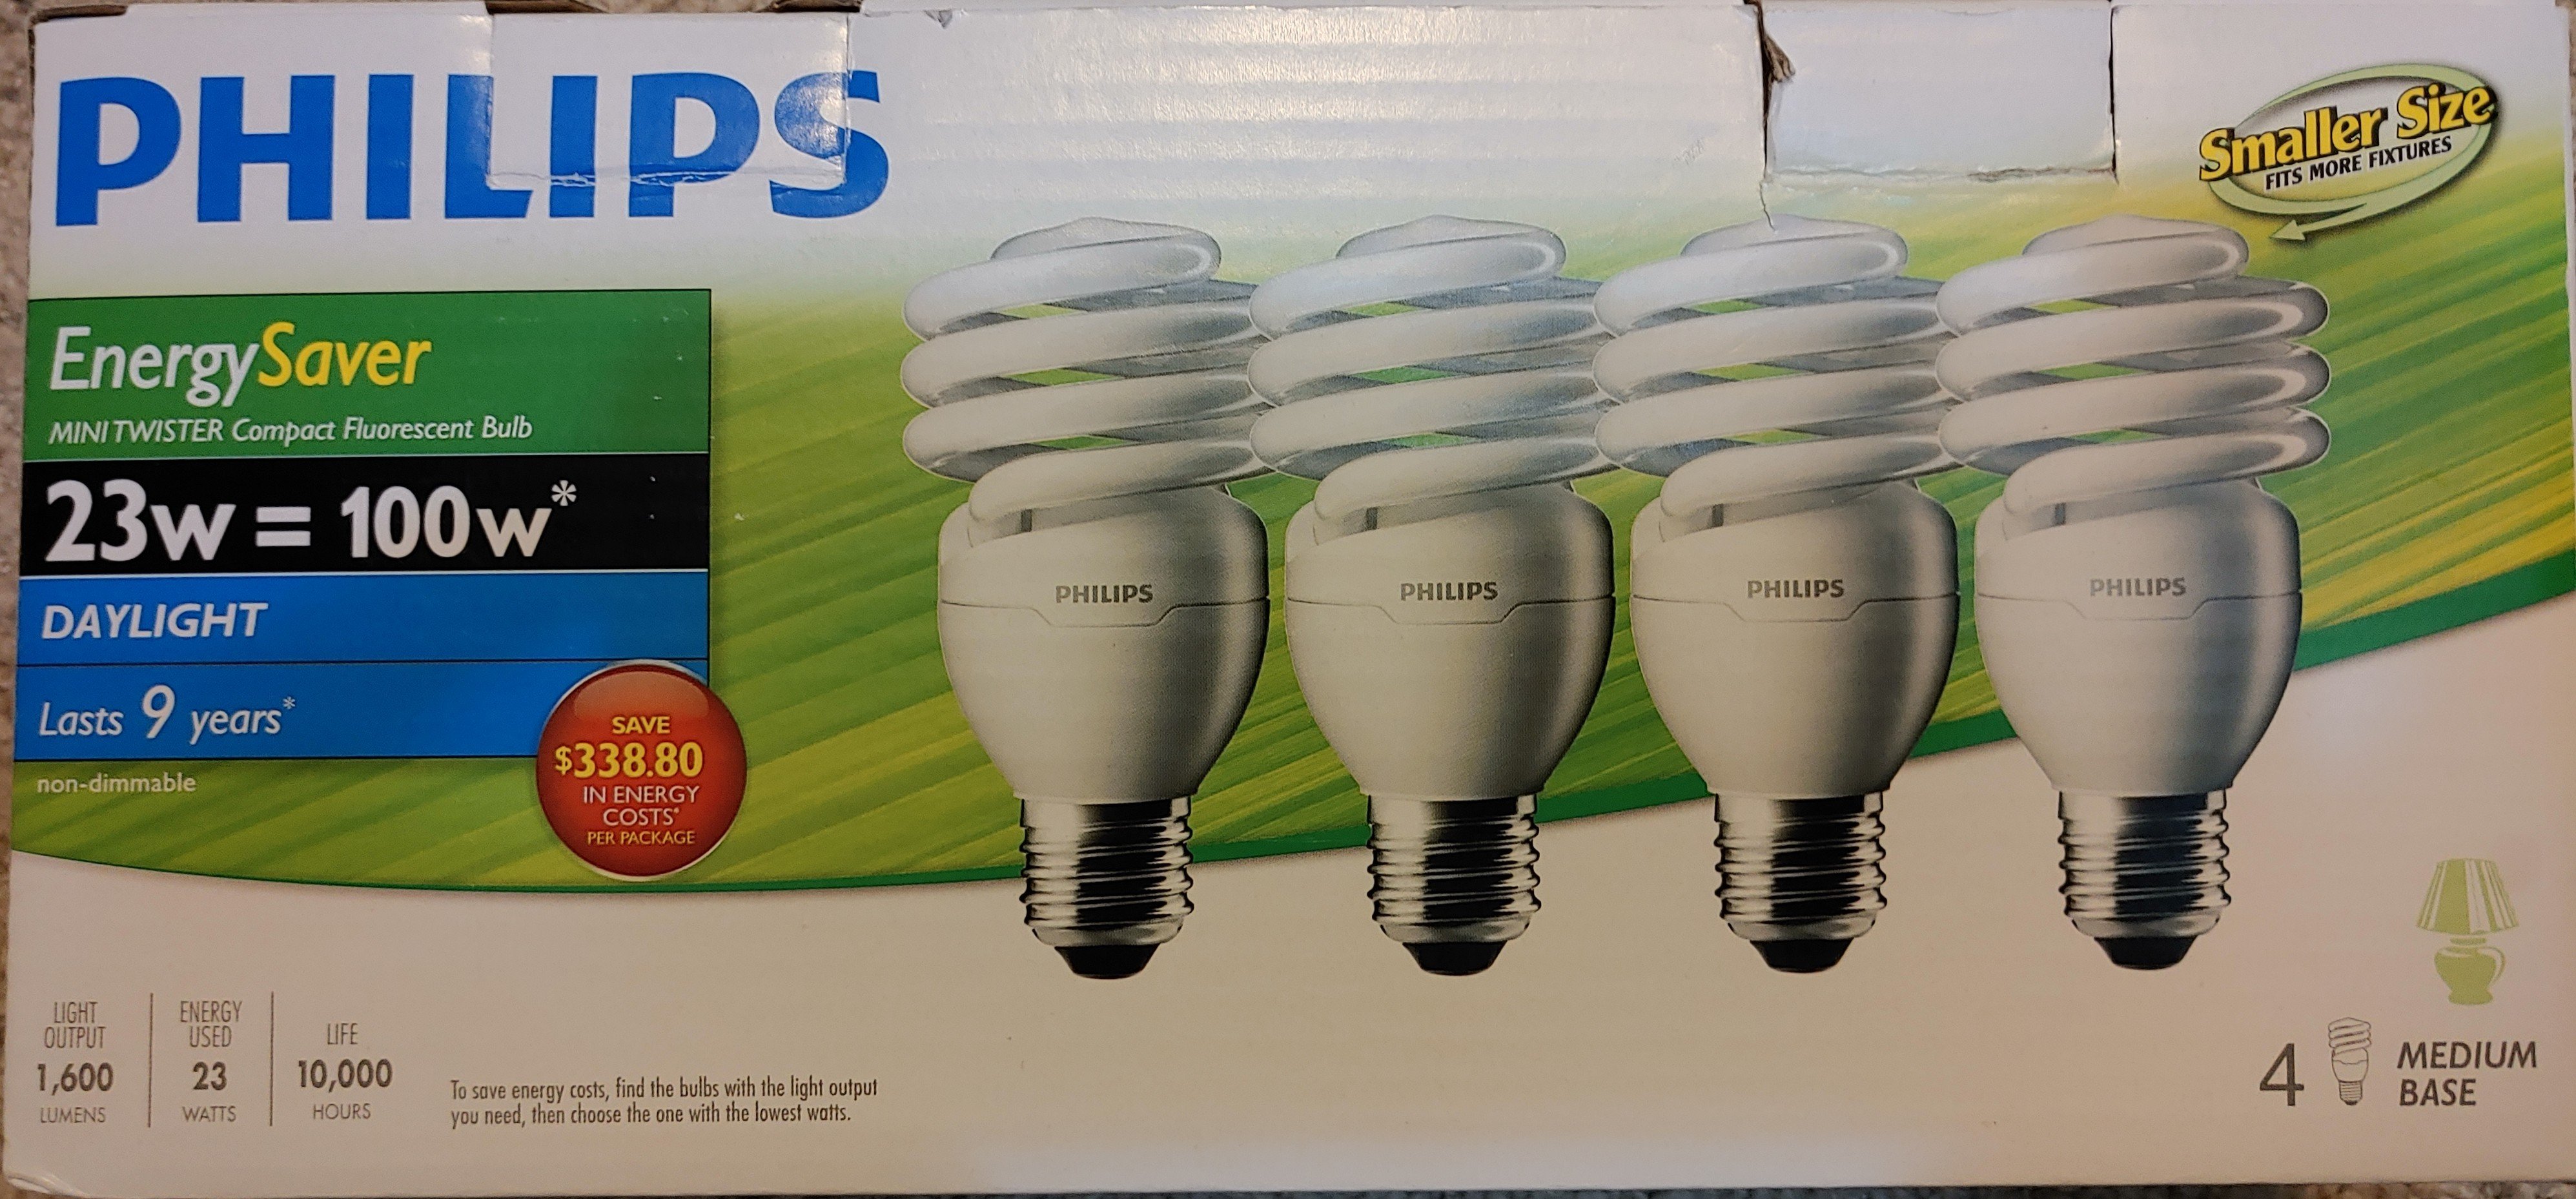 PHILIPS
Smaller Size
FITS MORE FIXTURES
EnergySaver
MINI TWISTER Compact Fluorescent Bulb
23w = 100w*
DAYLIGHT
Lasts 9 years*
non-dimmable
SAVE
$338.80
IN ENERGY
COSTS*
PER PACKAGE
PHILIPS
PHILIPS
PHILIPS
PHILIPS
LIGHT
OUTPUT
1,600
LUMENS
ENERGY
USED
23
WATTS
LIFE
10,000
HOURS
To save energy costs, find the bulbs with the light output
you need, then choose the one with the lowest watts.
4
MEDIUM
BASE